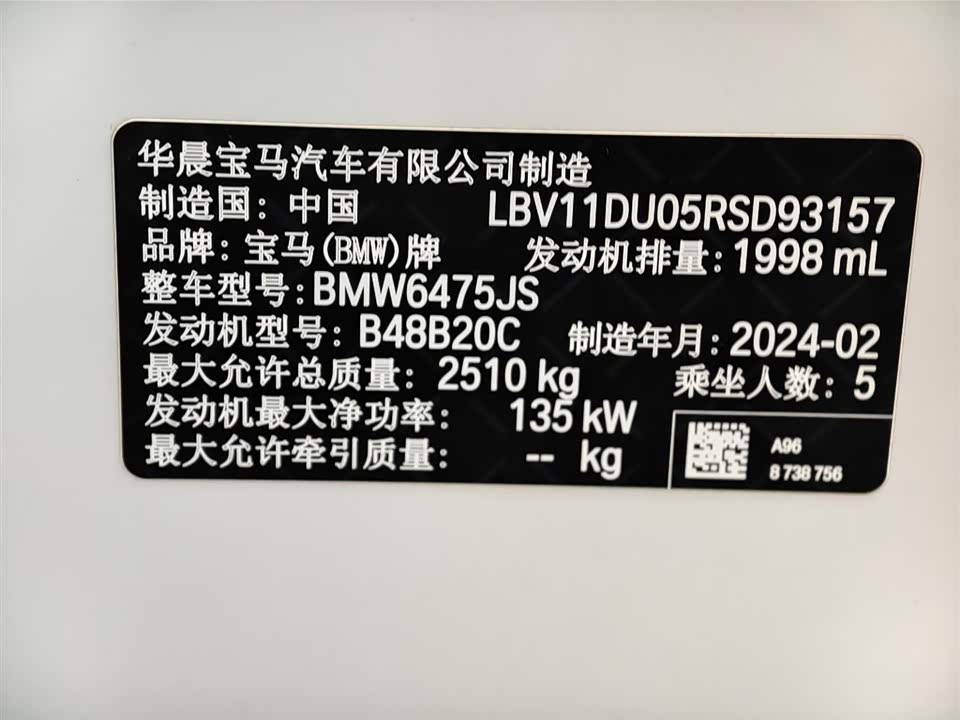 华晨宝马汽车有限公司制造
制造国：中国 LBV11DU05RSD93157
品牌：宝马(BMW)牌 发动机排量：1998 mL
整车型号：BMW6475JS
发动机型号：B48B20C 制造年月：2024-02
最大允许总质量：2510 kg 乘坐人数：5
发动机最大净功率：135 kW
最大允许牵引质量：-- kg
A96
8 738 756